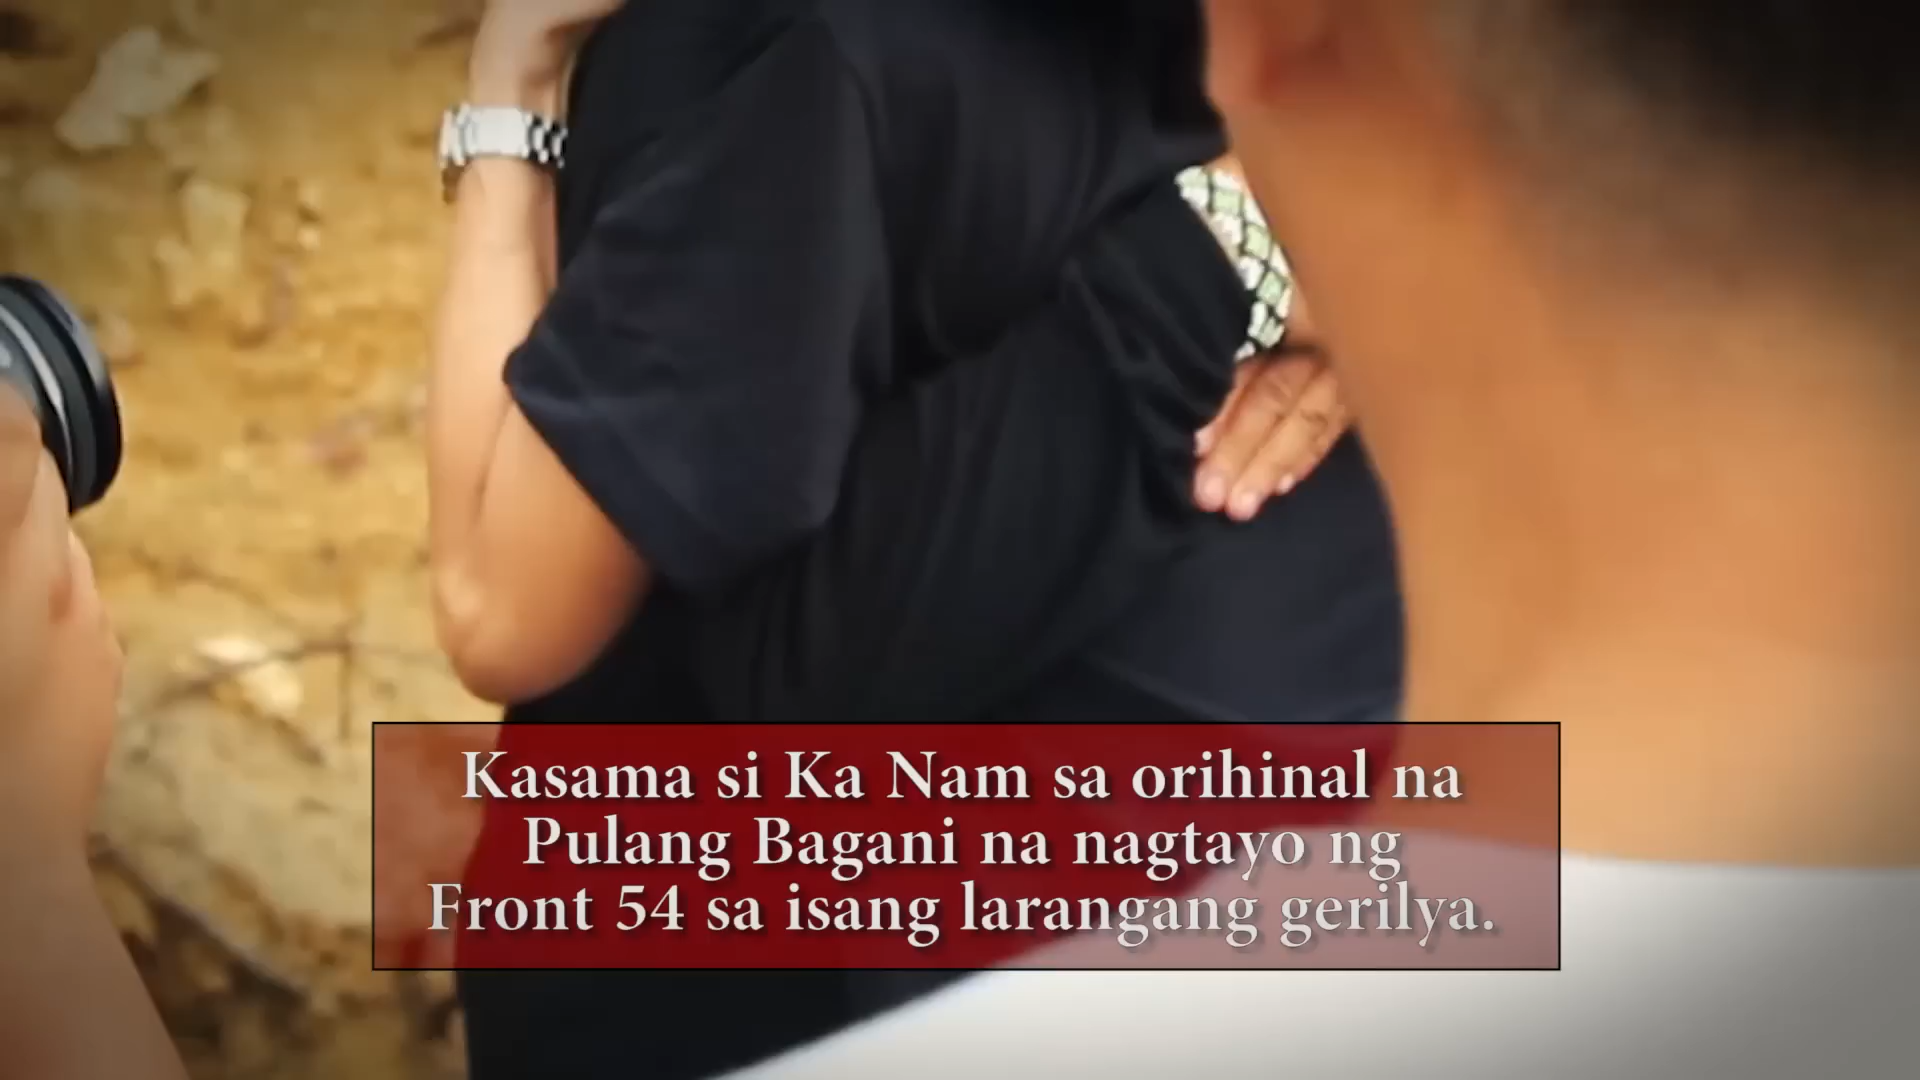 Kasama si Ka Nam sa orihinal na
Pulang Bagani na nagtayo ng
Front 54 sa isang larangang gerilya.